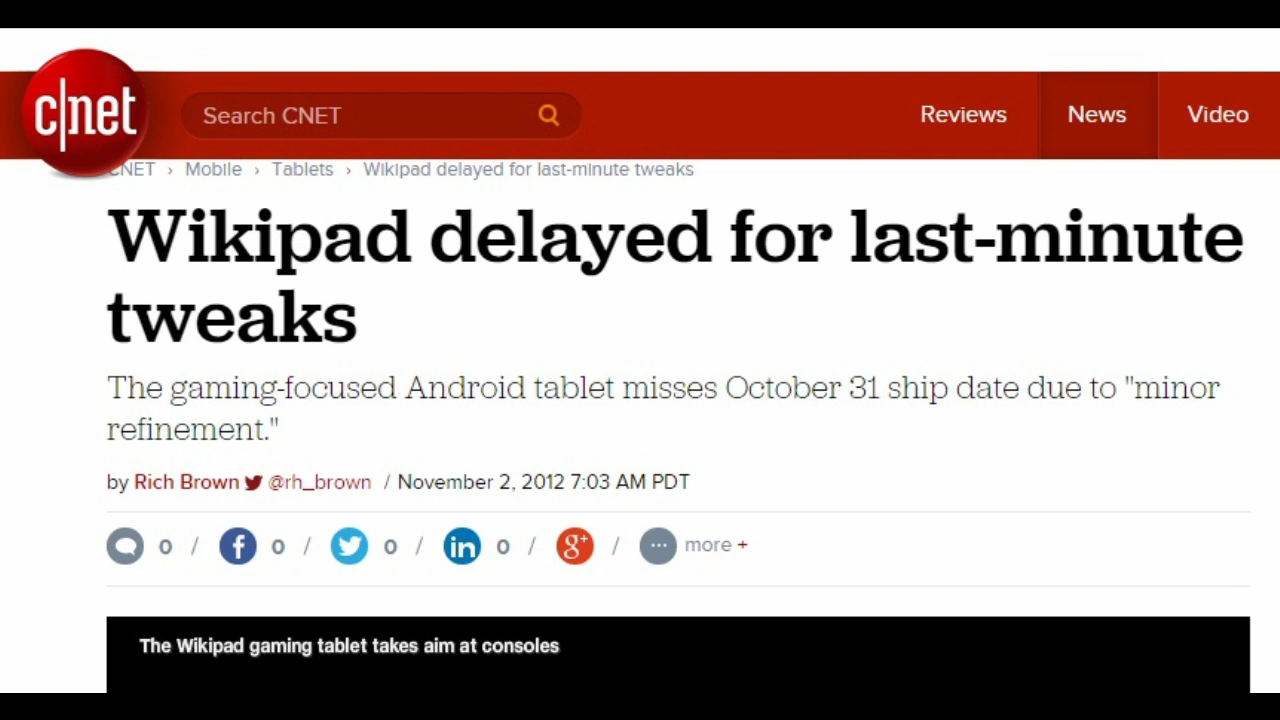 c|net
Search CNET
Reviews
News
Video
CNET › Mobile › Tablets › Wikipad delayed for last-minute tweaks
Wikipad delayed for last-minute
tweaks
The gaming-focused Android tablet misses October 31 ship date due to "minor
refinement."
by Rich Brown @rh_brown / November 2, 2012 7:03 AM PDT
0 / f 0 / 0 / in 0 / g+ / ... more +
The Wikipad gaming tablet takes aim at consoles